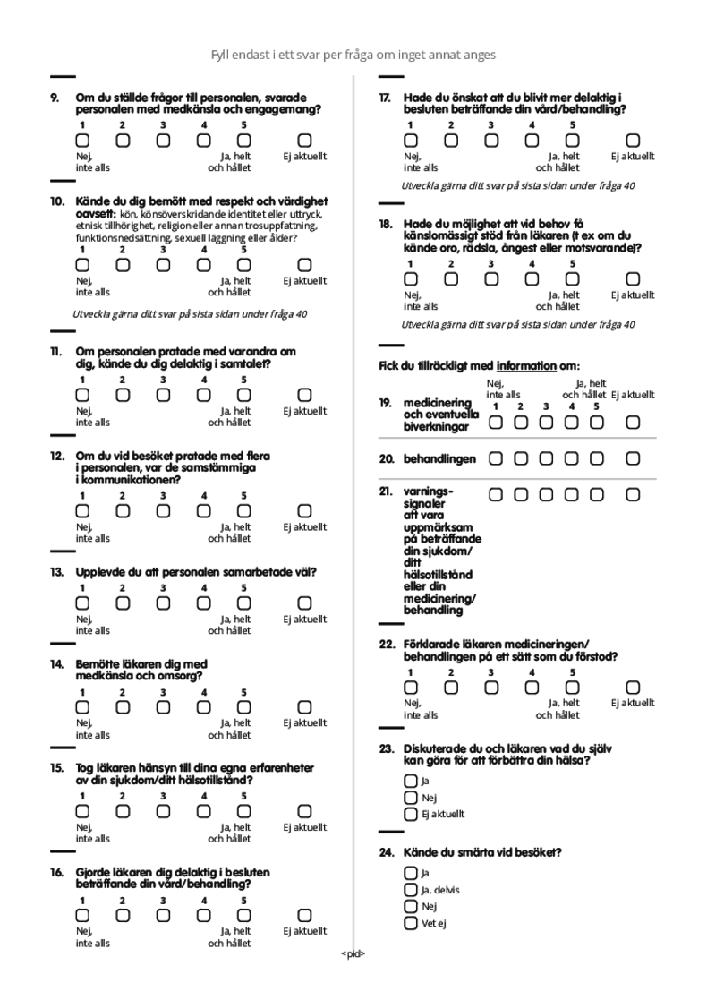 Fyll endast i ett svar per fråga om inget annat anges
9. Om du ställde frågor till personalen, svarade
personalen med medkänsla och engagemang?
1 2 3 4 5
Nej, Ja, helt Ej aktuellt
inte alls och hållet
10. Kände du dig bemött med respekt och värdighet
oavsett: kön, könsöverskridande identitet eller uttryck,
etnisk tillhörighet, religion eller annan trosuppfattning,
funktionsnedsättning, sexuell läggning eller ålder?
1 2 3 4 5
Nej, Ja, helt Ej aktuellt
inte alls och hållet
Utveckla gärna ditt svar på sista sidan under fråga 40
11. Om personalen pratade med varandra om
dig, kände du dig delaktig i samtalet?
1 2 3 4 5
Nej, Ja, helt Ej aktuellt
inte alls och hållet
12. Om du vid besöket pratade med flera
i personalen, var de samstämmiga
i kommunikationen?
1 2 3 4 5
Nej, Ja, helt Ej aktuellt
inte alls och hållet
13. Upplevde du att personalen samarbetade väl?
1 2 3 4 5
Nej, Ja, helt Ej aktuellt
inte alls och hållet
14. Bemötte läkaren dig med
medkänsla och omsorg?
1 2 3 4 5
Nej, Ja, helt Ej aktuellt
inte alls och hållet
15. Tog läkaren hänsyn till dina egna erfarenheter
av din sjukdom/ditt hälsotillstånd?
1 2 3 4 5
Nej, Ja, helt Ej aktuellt
inte alls och hållet
16. Gjorde läkaren dig delaktig i besluten
beträffande din vård/behandling?
1 2 3 4 5
Nej, Ja, helt Ej aktuellt
inte alls och hållet
17. Hade du önskat att du blivit mer delaktig i
besluten beträffande din vård/behandling?
1 2 3 4 5
Nej, Ja, helt Ej aktuellt
inte alls och hållet
Utveckla gärna ditt svar på sista sidan under fråga 40
18. Hade du möjlighet att vid behov få
känslomässigt stöd från läkaren (t ex om du
kände oro, rädsla, ångest eller motsvarande)?
1 2 3 4 5
Nej, Ja, helt Ej aktuellt
inte alls och hållet
Utveckla gärna ditt svar på sista sidan under fråga 40
Fick du tillräckligt med information om:
Nej, Ja, helt
inte alls och hållet Ej aktuellt
1 2 3 4 5
19. medicinering
och eventuella
biverkningar
20. behandlingen
21. varnings-
signaler
att vara
uppmärksam
på beträffande
din sjukdom/
ditt
hälsotillstånd
eller din
medicinering/
behandling
22. Förklarade läkaren medicineringen/
behandlingen på ett sätt som du förstod?
1 2 3 4 5
Nej, Ja, helt Ej aktuellt
inte alls och hållet
23. Diskuterade du och läkaren vad du själv
kan göra för att förbättra din hälsa?
Ja
Nej
Ej aktuellt
24. Kände du smärta vid besöket?
Ja
Ja, delvis
Nej
Vet ej
&lt;pid&gt;